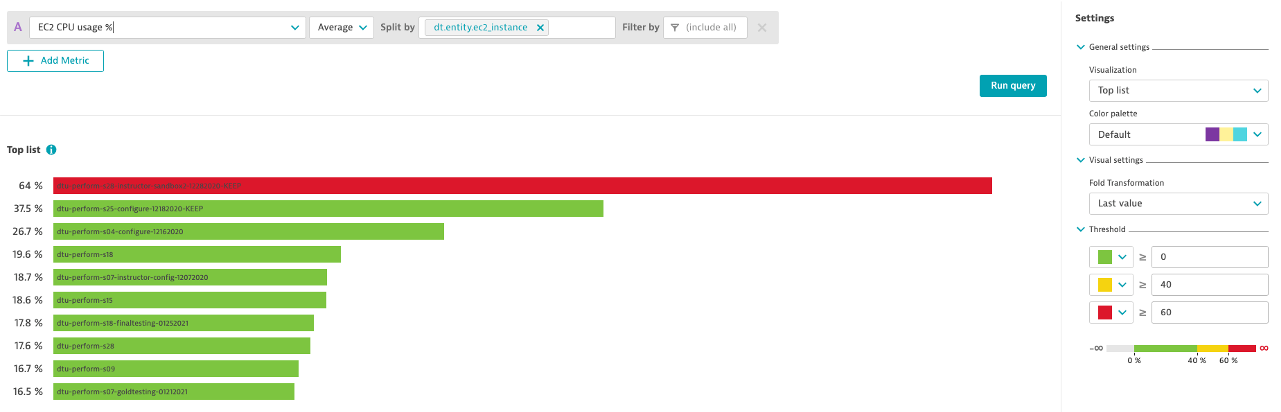 A EC2 CPU usage % Average Split by dt.entity.ec2_instance Filter by (include all)
Add Metric
Run query
Top list
64 %
37.5 % dtu-perform-s25-configure-12182020-KEEP
26.7 % dtu-perform-s04-configure-12162020
19.6 % dtu-perform-s18
18.7 % dtu-perform-s07-instructor-config-12072020
18.6 % dtu-perform-s15
17.8 % dtu-perform-s18-finaltesting-01252021
17.6 % dtu-perform-s28
16.7 % dtu-perform-s09
16.5 % dtu-perform-s07-goldtesting-01212021
Settings
General settings
Visualization
Top list
Color palette
Default
Visual settings
Fold Transformation
Last value
Threshold
≥ 0
≥ 40
≥ 60
-∞ ∞
0 % 40 % 60 %